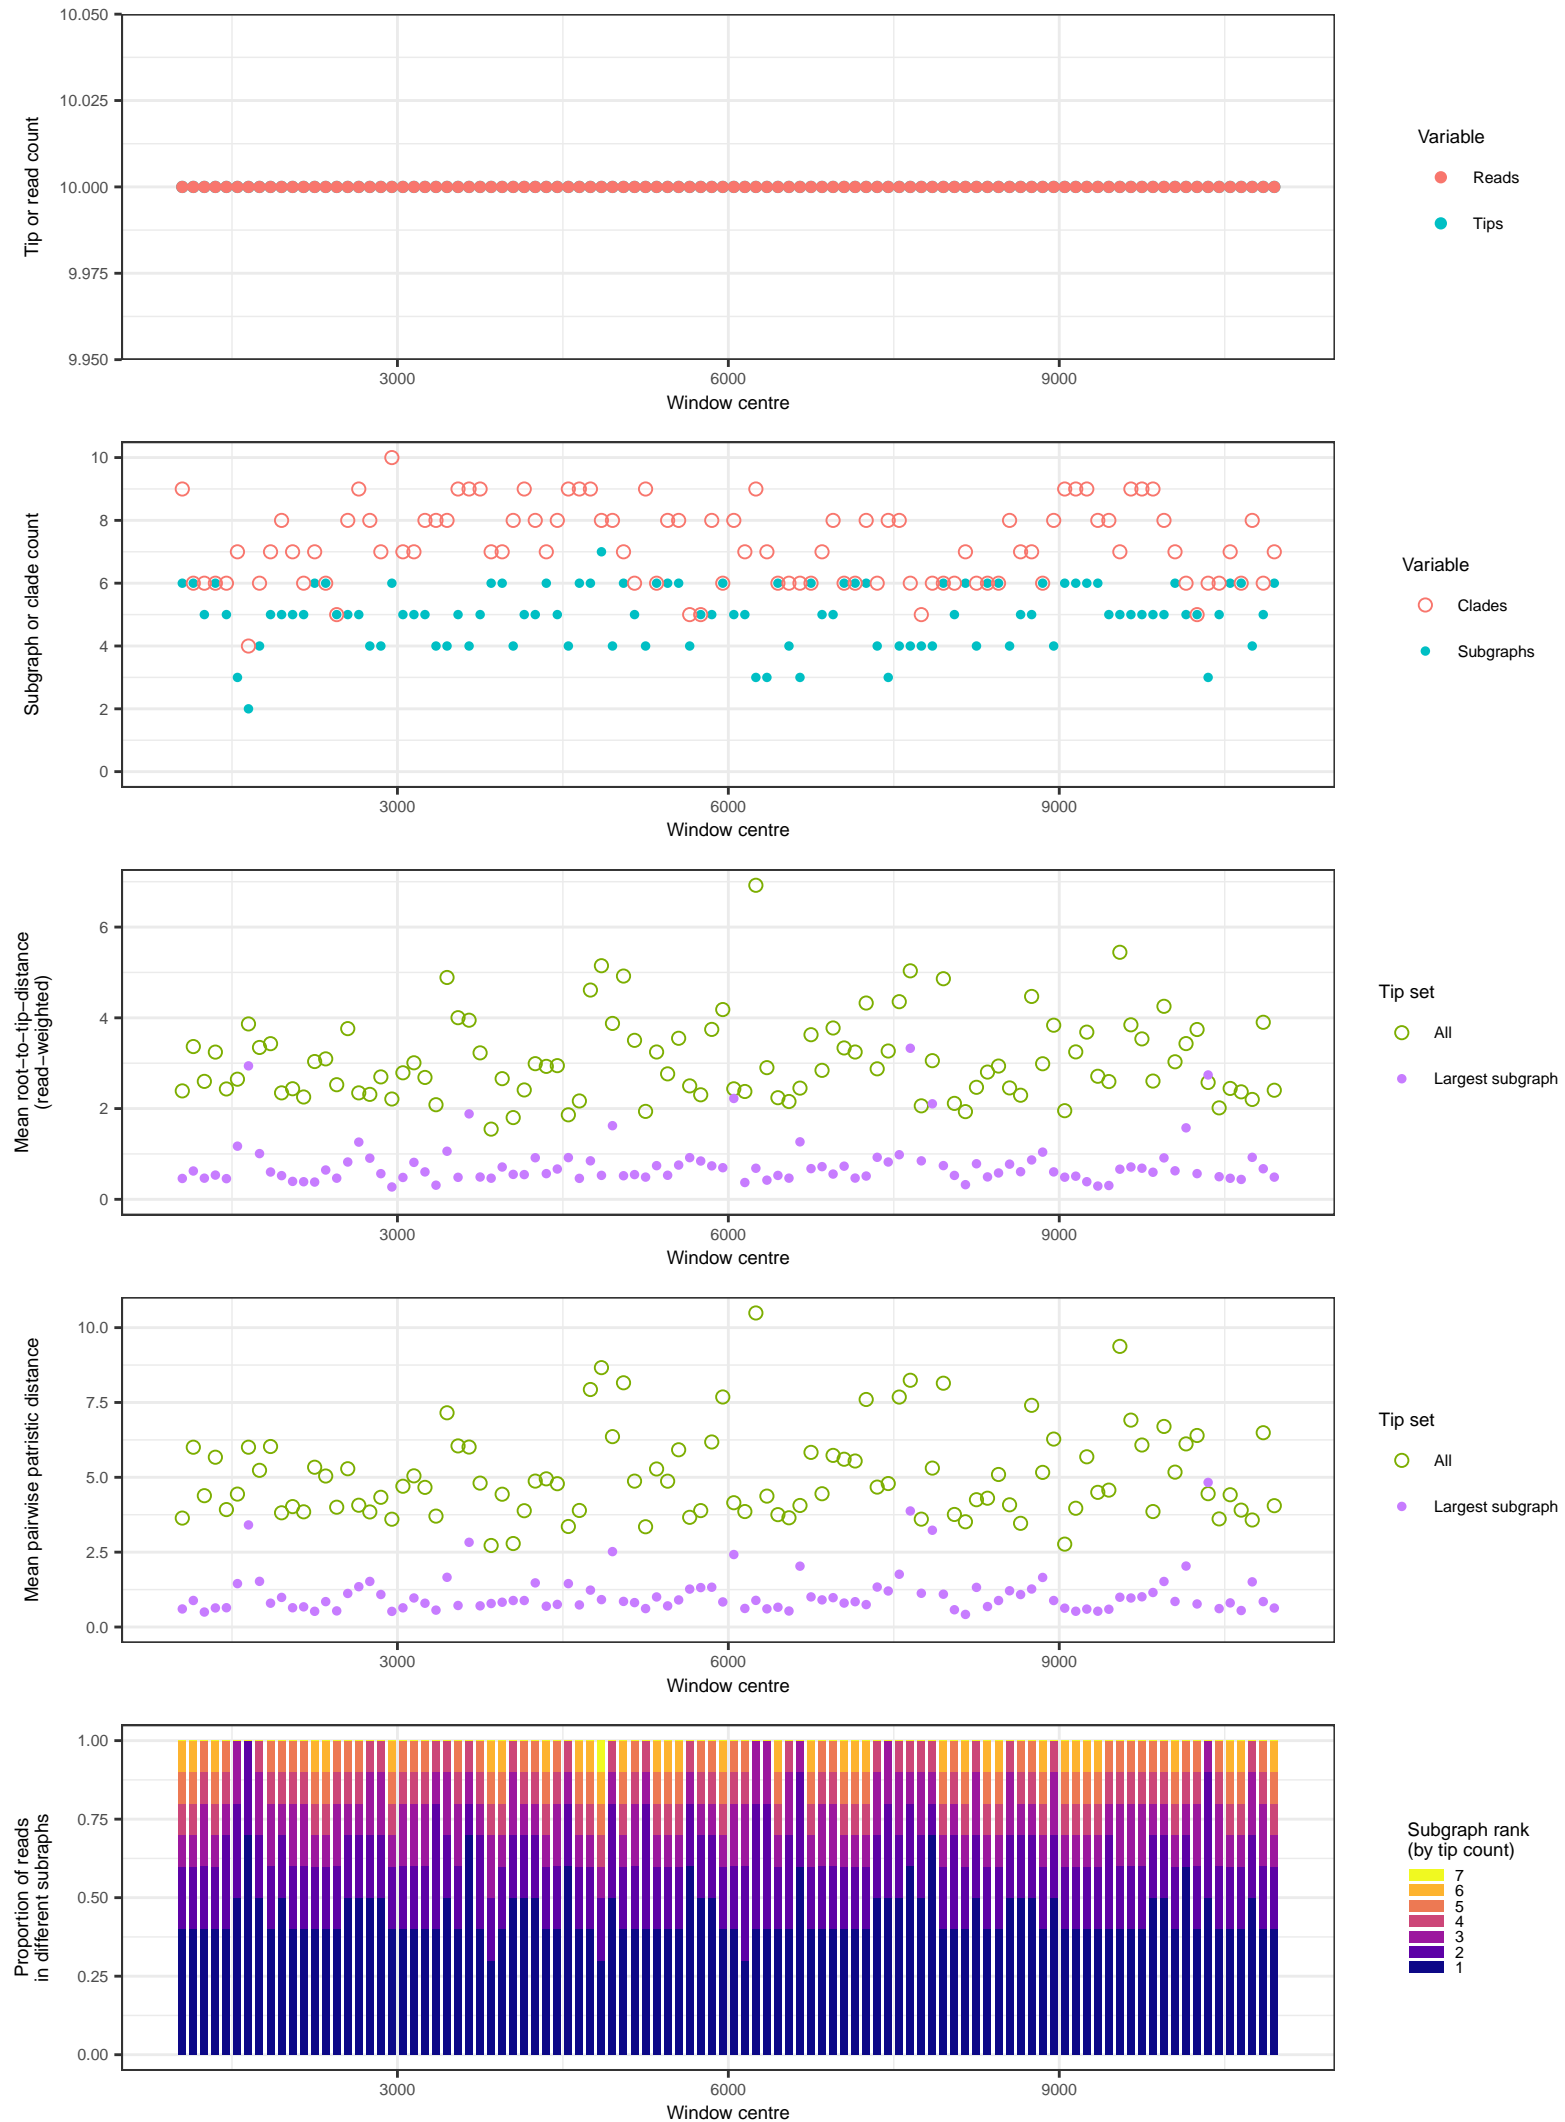 10.050
10.025
10.000
9.975
9.950
Tip or read count
3000
6000
9000
Window centre
Variable
Reads
Tips
10
8
6
4
2
0
Subgraph or clade count
3000
6000
9000
Window centre
Variable
Clades
Subgraphs
6
4
2
0
Mean root−to−tip−distance
(read−weighted)
3000
6000
9000
Window centre
Tip set
All
Largest subgraph
10.0
7.5
5.0
2.5
0.0
Mean pairwise patristic distance
3000
6000
9000
Window centre
Tip set
All
Largest subgraph
1.00
0.75
0.50
0.25
0.00
Proportion of reads
in different subraphs
3000
6000
9000
Window centre
Subgraph rank
(by tip count)
7
6
5
4
3
2
1